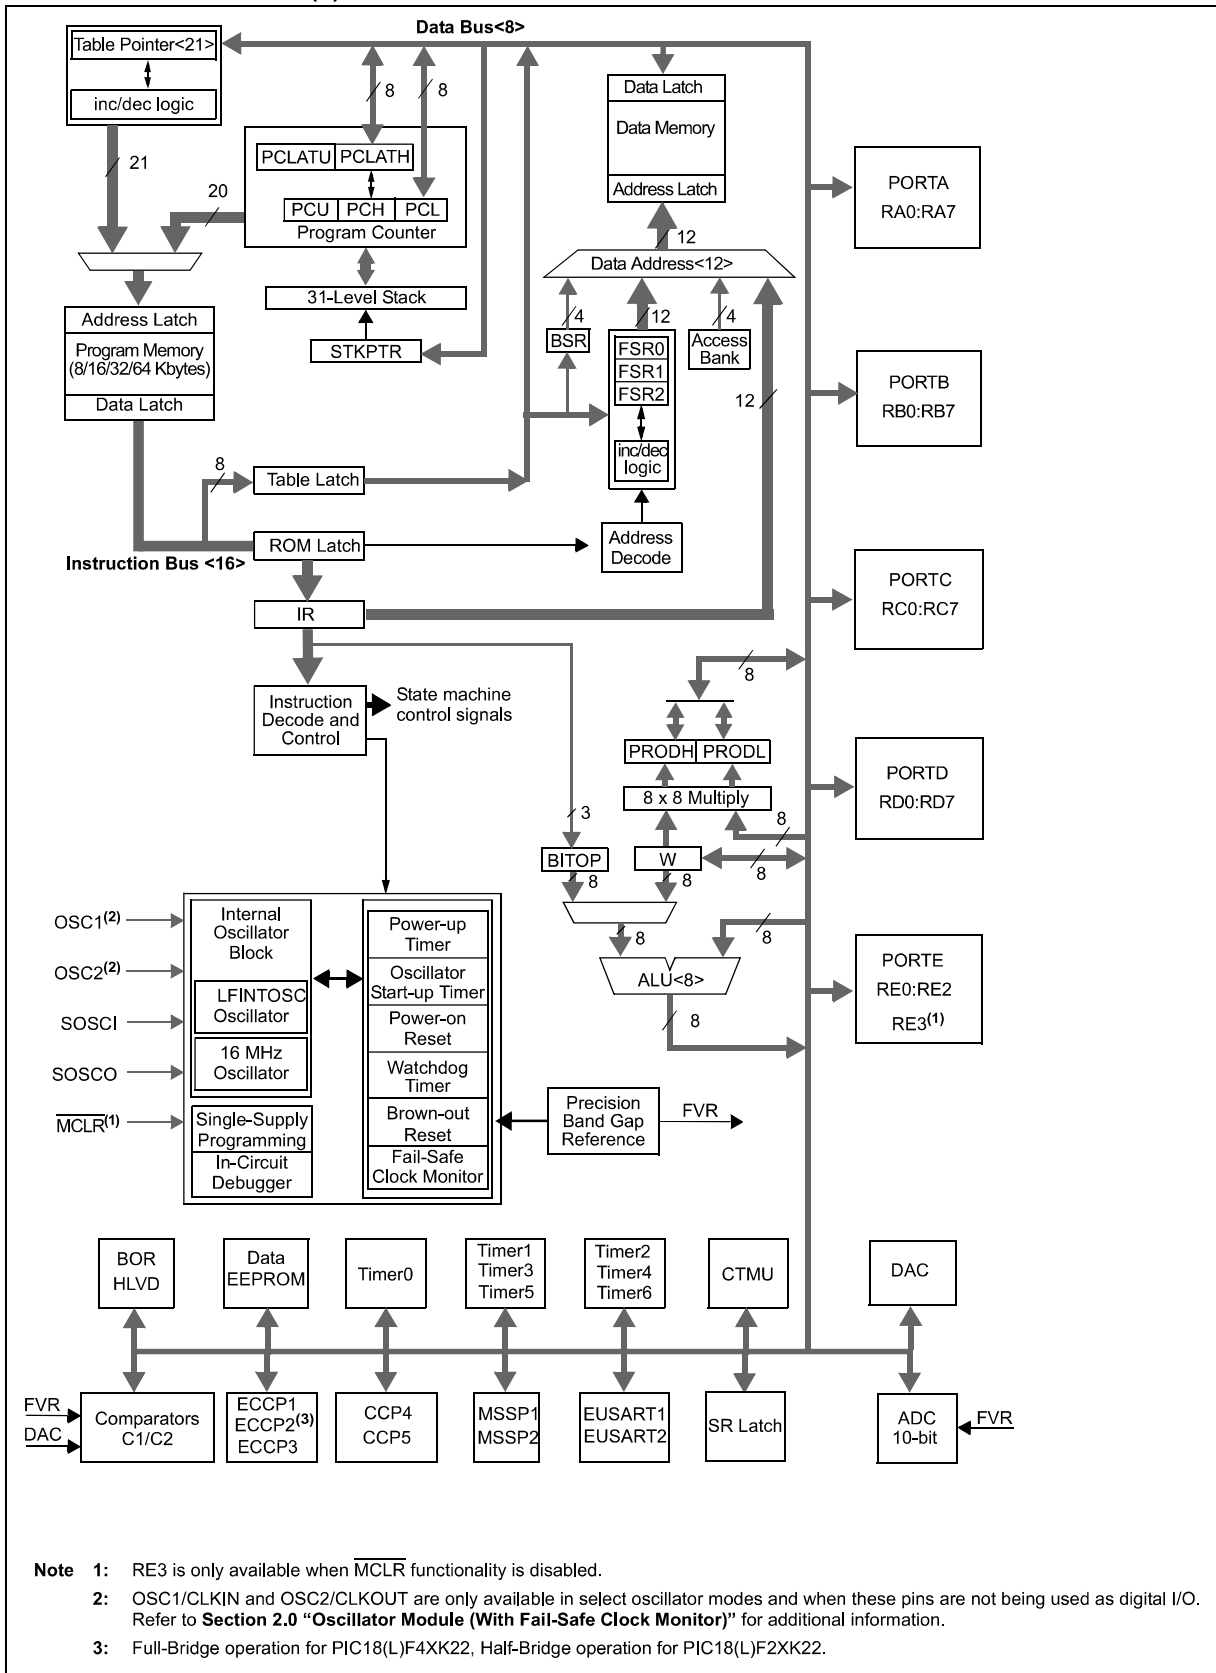 Data Bus<8>
Table Pointer<21>
inc/dec logic
21
20
8
8
PCLATU PCLATH
PCU PCH PCL
Program Counter
31-Level Stack
STKPTR
Data Latch
Data Memory
Address Latch
12
Data Address<12>
4
12
4
BSR
FSR0
FSR1
FSR2
inc/dec
logic
Access
Bank
12
Address
Decode
Address Latch
Program Memory
(8/16/32/64 Kbytes)
Data Latch
8
Table Latch
ROM Latch
Instruction Bus <16>
IR
Instruction
Decode and
Control
State machine
control signals
8
PRODH PRODL
8 x 8 Multiply
3
8
BITOP
W
8
8
8
8
8
ALU<8>
8
PORTA
RA0:RA7
PORTB
RB0:RB7
PORTC
RC0:RC7
PORTD
RD0:RD7
PORTE
RE0:RE2
RE3(1)
OSC1(2)
OSC2(2)
SOSCI
SOSCO
MCLR(1)
Internal
Oscillator
Block
LFINTOSC
Oscillator
16 MHz
Oscillator
Single-Supply
Programming
In-Circuit
Debugger
Power-up
Timer
Oscillator
Start-up Timer
Power-on
Reset
Watchdog
Timer
Brown-out
Reset
Fail-Safe
Clock Monitor
Precision
Band Gap
Reference
FVR
BOR
HLVD
Data
EEPROM
Timer0
Timer1
Timer3
Timer5
Timer2
Timer4
Timer6
CTMU
DAC
FVR
DAC
Comparators
C1/C2
ECCP1
ECCP2(3)
ECCP3
CCP4
CCP5
MSSP1
MSSP2
EUSART1
EUSART2
SR Latch
ADC
10-bit
FVR
Note 1: RE3 is only available when MCLR functionality is disabled.
2: OSC1/CLKIN and OSC2/CLKOUT are only available in select oscillator modes and when these pins are not being used as digital I/O.
Refer to Section 2.0 “Oscillator Module (With Fail-Safe Clock Monitor)” for additional information.
3: Full-Bridge operation for PIC18(L)F4XK22, Half-Bridge operation for PIC18(L)F2XK22.